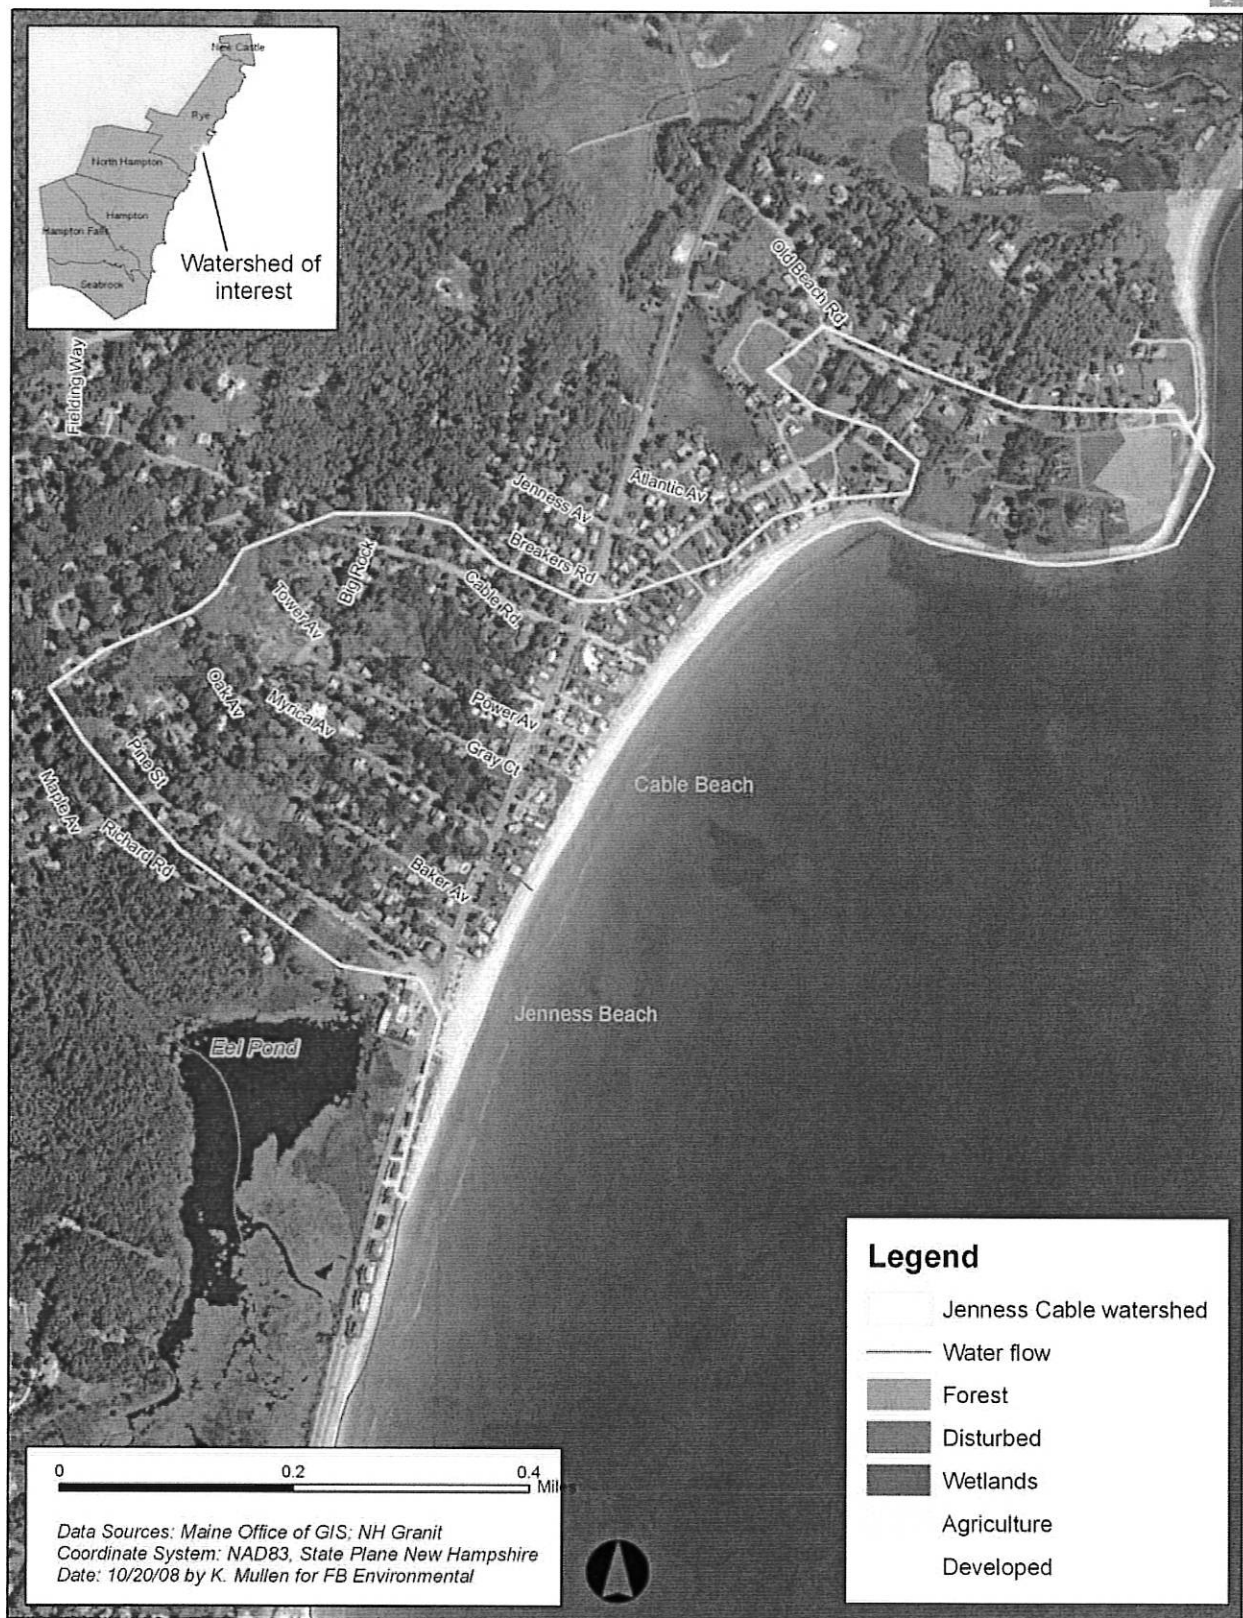 New Castle
Rye
North Hampton
Hampton
Hampton Falls
Seabrook
Watershed of
interest
Fielding Way
Old Beach Rd
Atlantic Av
Jenness Av
Breakers Rd
Big Rock
Cable Rd.
Tower Av
Oak Av
Myrica Av
Power Av
Gray Ct
Pine St
Maple Av
Richard Rd
Baker Av
Cable Beach
Jenness Beach
Eel Pond
Legend
Jenness Cable watershed
Water flow
Forest
Disturbed
Wetlands
Agriculture
Developed
0 0.2 0.4
Miles
Data Sources: Maine Office of GIS; NH Granit
Coordinate System: NAD83, State Plane New Hampshire
Date: 10/20/08 by K. Mullen for FB Environmental